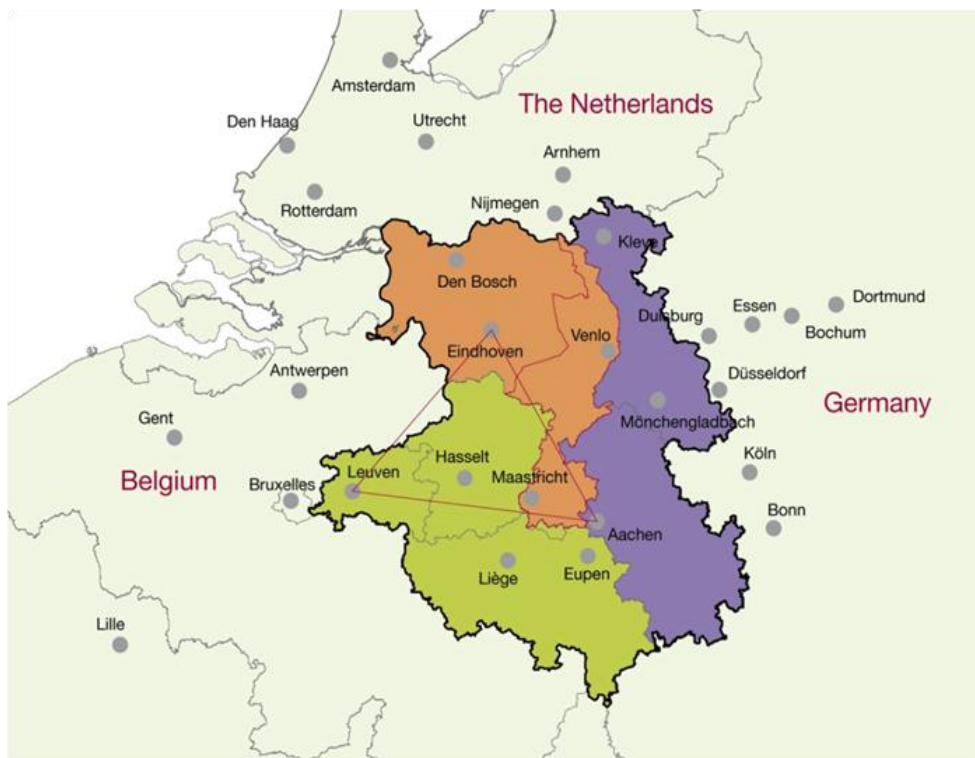 Amsterdam
The Netherlands
Den Haag
Utrecht
Arnhem
Rotterdam
Nijmegen
Kleve
Den Bosch
Duisburg
Essen
Dortmund
Bochum
Venlo
Eindhoven
Antwerpen
Düsseldorf
Germany
Gent
Mönchengladbach
Belgium
Bruxelles
Leuven
Hasselt
Maastricht
Köln
Bonn
Aachen
Liège
Eupen
Lille